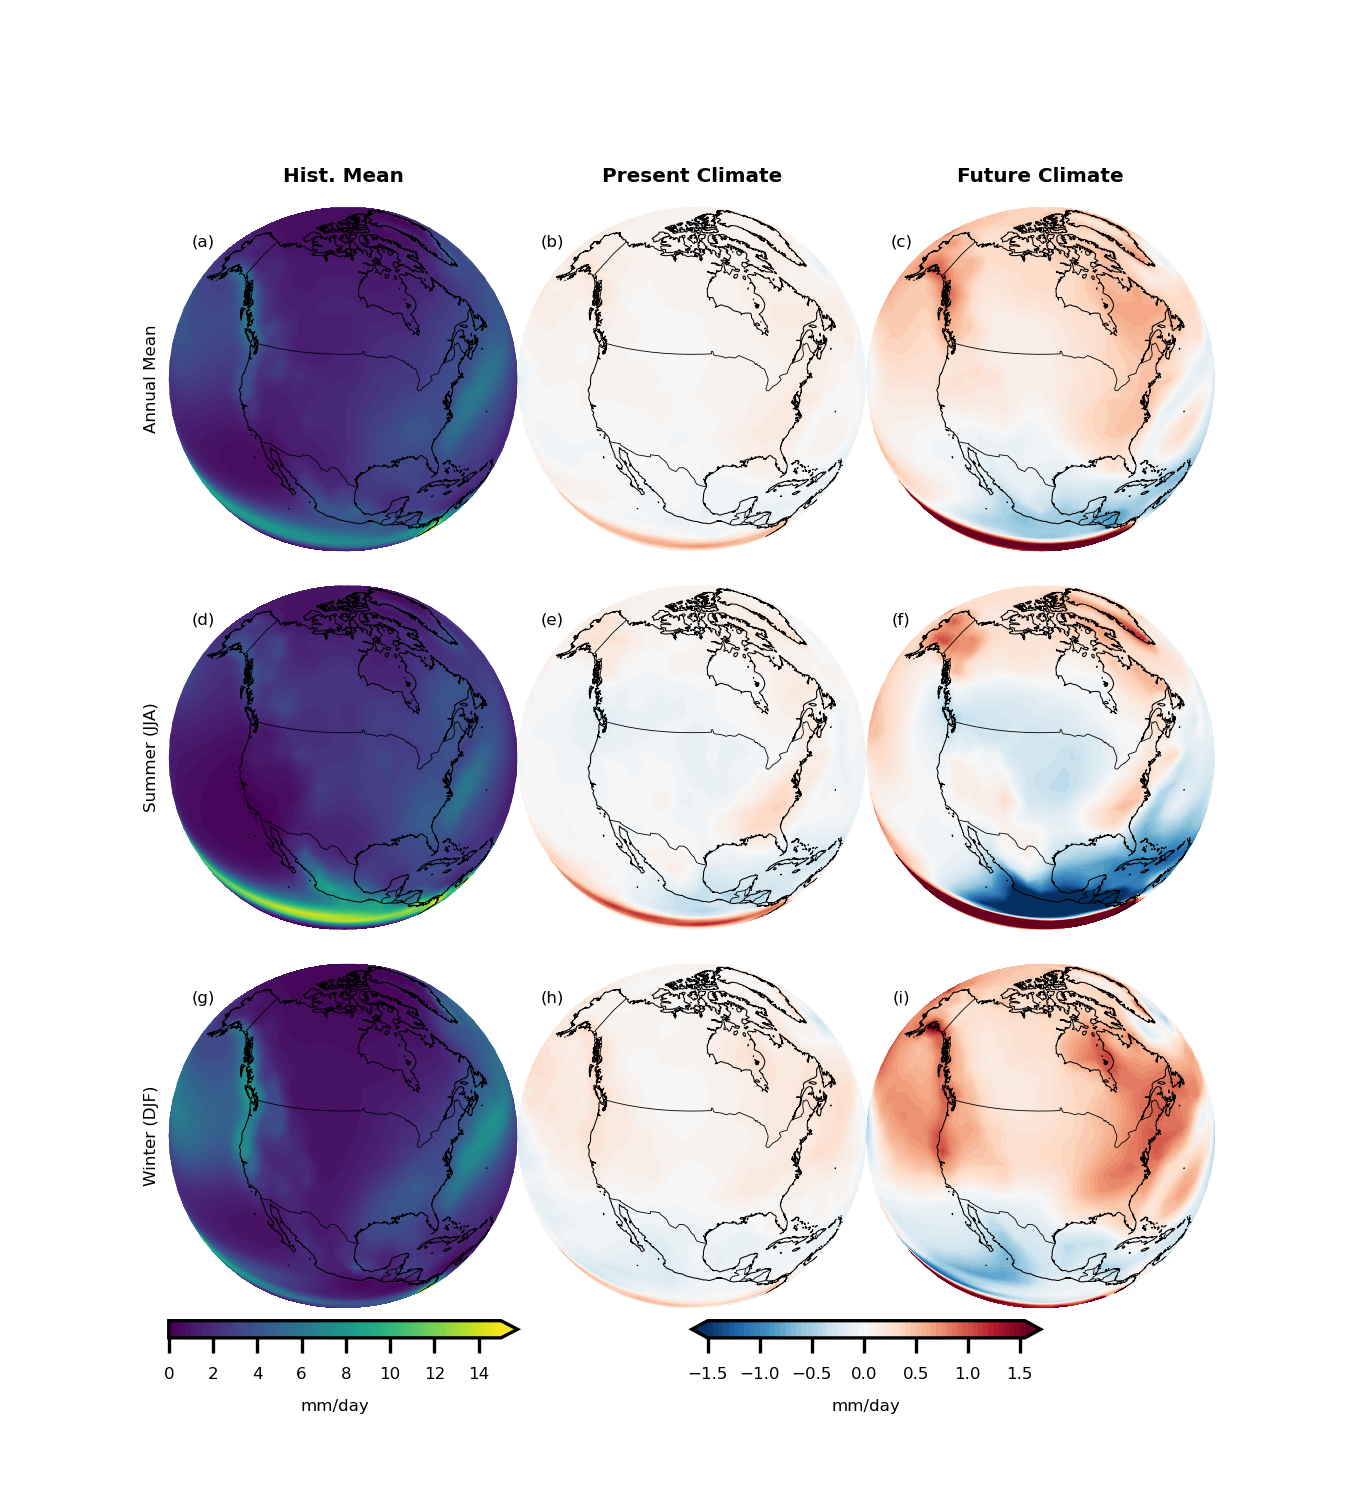 Hist. Mean
Present Climate
Future Climate
Annual Mean
(a)
(b)
(c)
Summer (JJA)
(d)
(e)
(f)
Winter (DJF)
(g)
(h)
(i)
0 2 4 6 8 10 12 14
mm/day
−1.5 −1.0 −0.5 0.0 0.5 1.0 1.5
mm/day